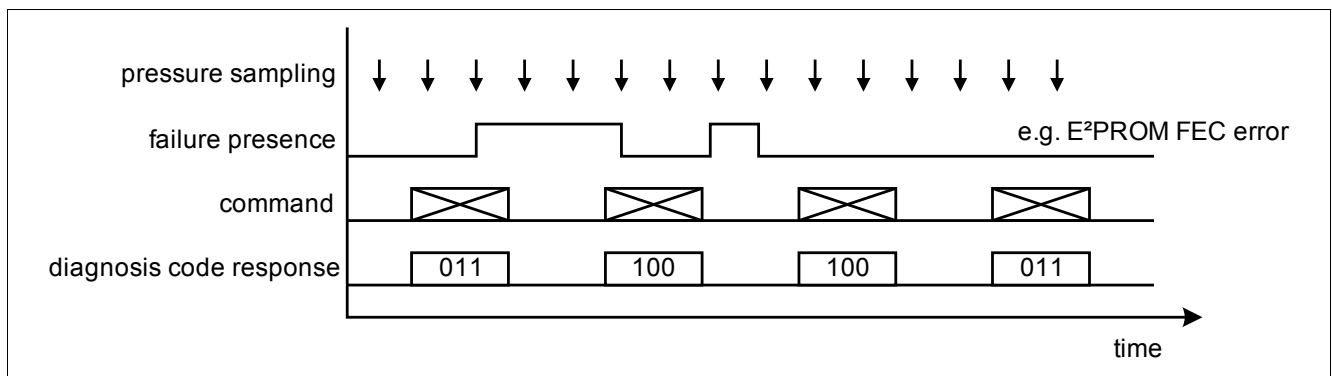 pressure sampling
failure presence
e.g. E²PROM FEC error
command
diagnosis code response
011
100
100
011
time